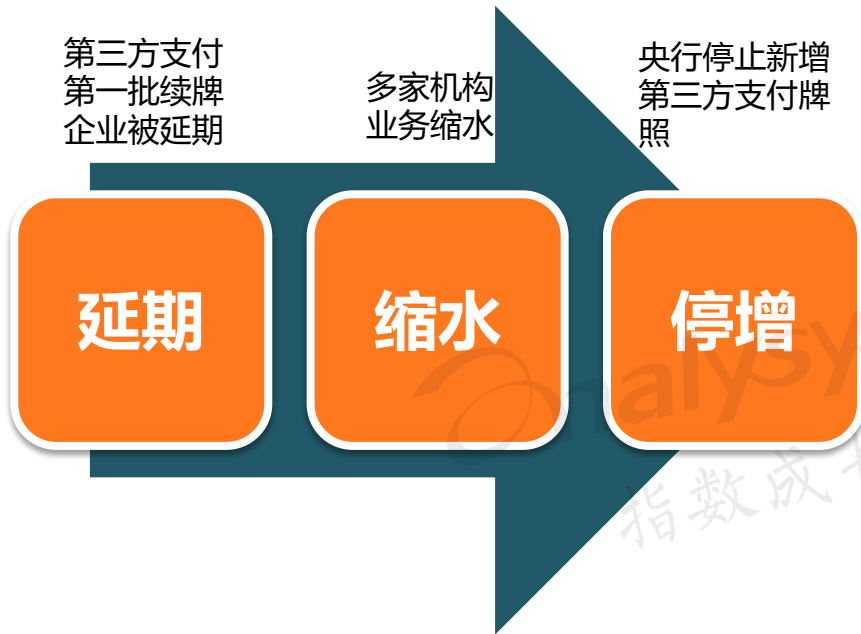 第三方支付
第一批续牌
企业被延期
多家机构
业务缩水
央行停止新增
第三方支付牌
照
延期
缩水
停增
nalysy
指数成